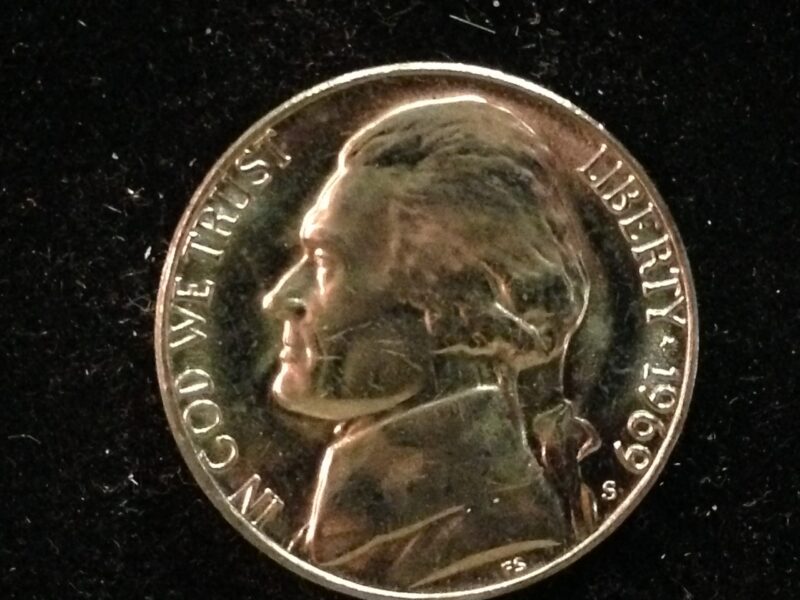 IN GOD WE TRUST
LIBERTY ★ 1969
S
FS